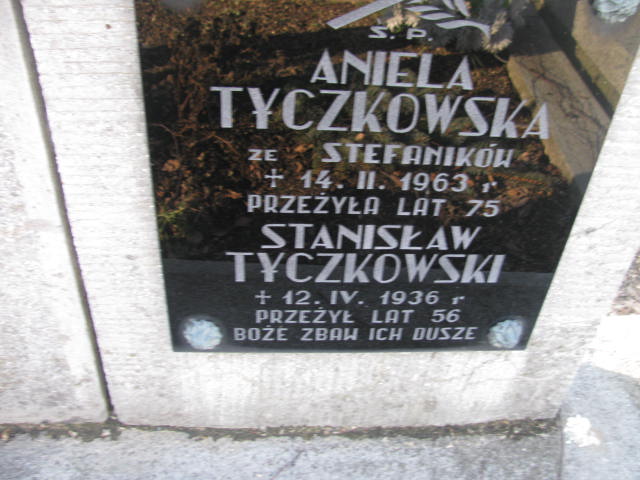 Ś.P.
ANIELA
TYCZKOWSKA
ZE STEFANIKÓW
+ 14. II. 1963 r
PRZEŻYŁA LAT 75
STANISŁAW
TYCZKOWSKI
+ 12. IV. 1936 r
PRZEŻYŁ LAT 56
BOŻE ZBAW ICH DUSZE